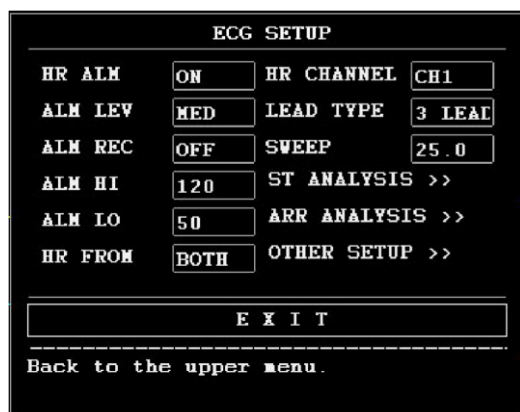 ECG SETUP
HR ALM ON HR CHANNEL CH1
ALM LEV MED LEAD TYPE 3 LEAD
ALM REC OFF SWEEP 25.0
ALM HI 120 ST ANALYSIS >>
ALM LO 50 ARR ANALYSIS >>
HR FROM BOTH OTHER SETUP >>
E X I T
Back to the upper menu.